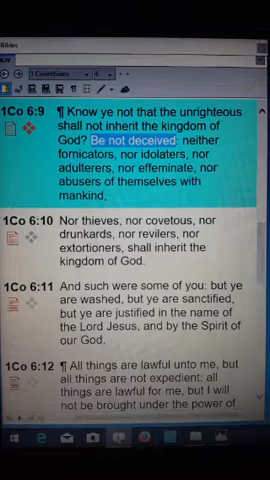 Bibles
KJV
1 Corinthians 6
1Co 6:9 ¶ Know ye not that the unrighteous
shall not inherit the kingdom of
God? Be not deceived: neither
fornicators, nor idolaters, nor
adulterers, nor effeminate, nor
abusers of themselves with
mankind,
1Co 6:10 Nor thieves, nor covetous, nor
drunkards, nor revilers, nor
extortioners, shall inherit the
kingdom of God.
1Co 6:11 And such were some of you: but ye
are washed, but ye are sanctified,
but ye are justified in the name of
the Lord Jesus, and by the Spirit of
our God.
1Co 6:12 ¶ All things are lawful unto me, but
all things are not expedient: all
things are lawful for me, but I will
not be brought under the power of